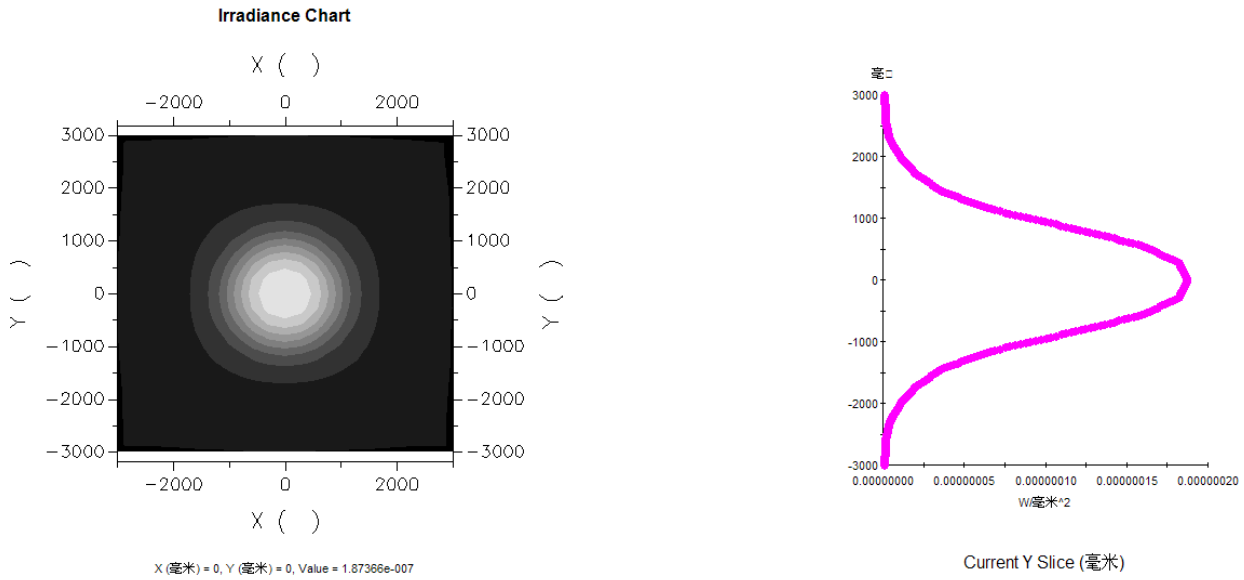 Irradiance Chart
X (  )
−2000 0 2000
3000 3000
2000 2000
1000 1000
0 0
−1000 −1000
−2000 −2000
−3000 −3000
Y (  )
Y (  )
−2000 0 2000
X (  )
X (毫米) = 0, Y (毫米) = 0, Value = 1.87366e-007
毫
3000
2000
1000
0
-1000
-2000
-3000
0.00000000 0.00000005 0.00000010 0.00000015 0.00000020
W/毫米^2
Current Y Slice (毫米)